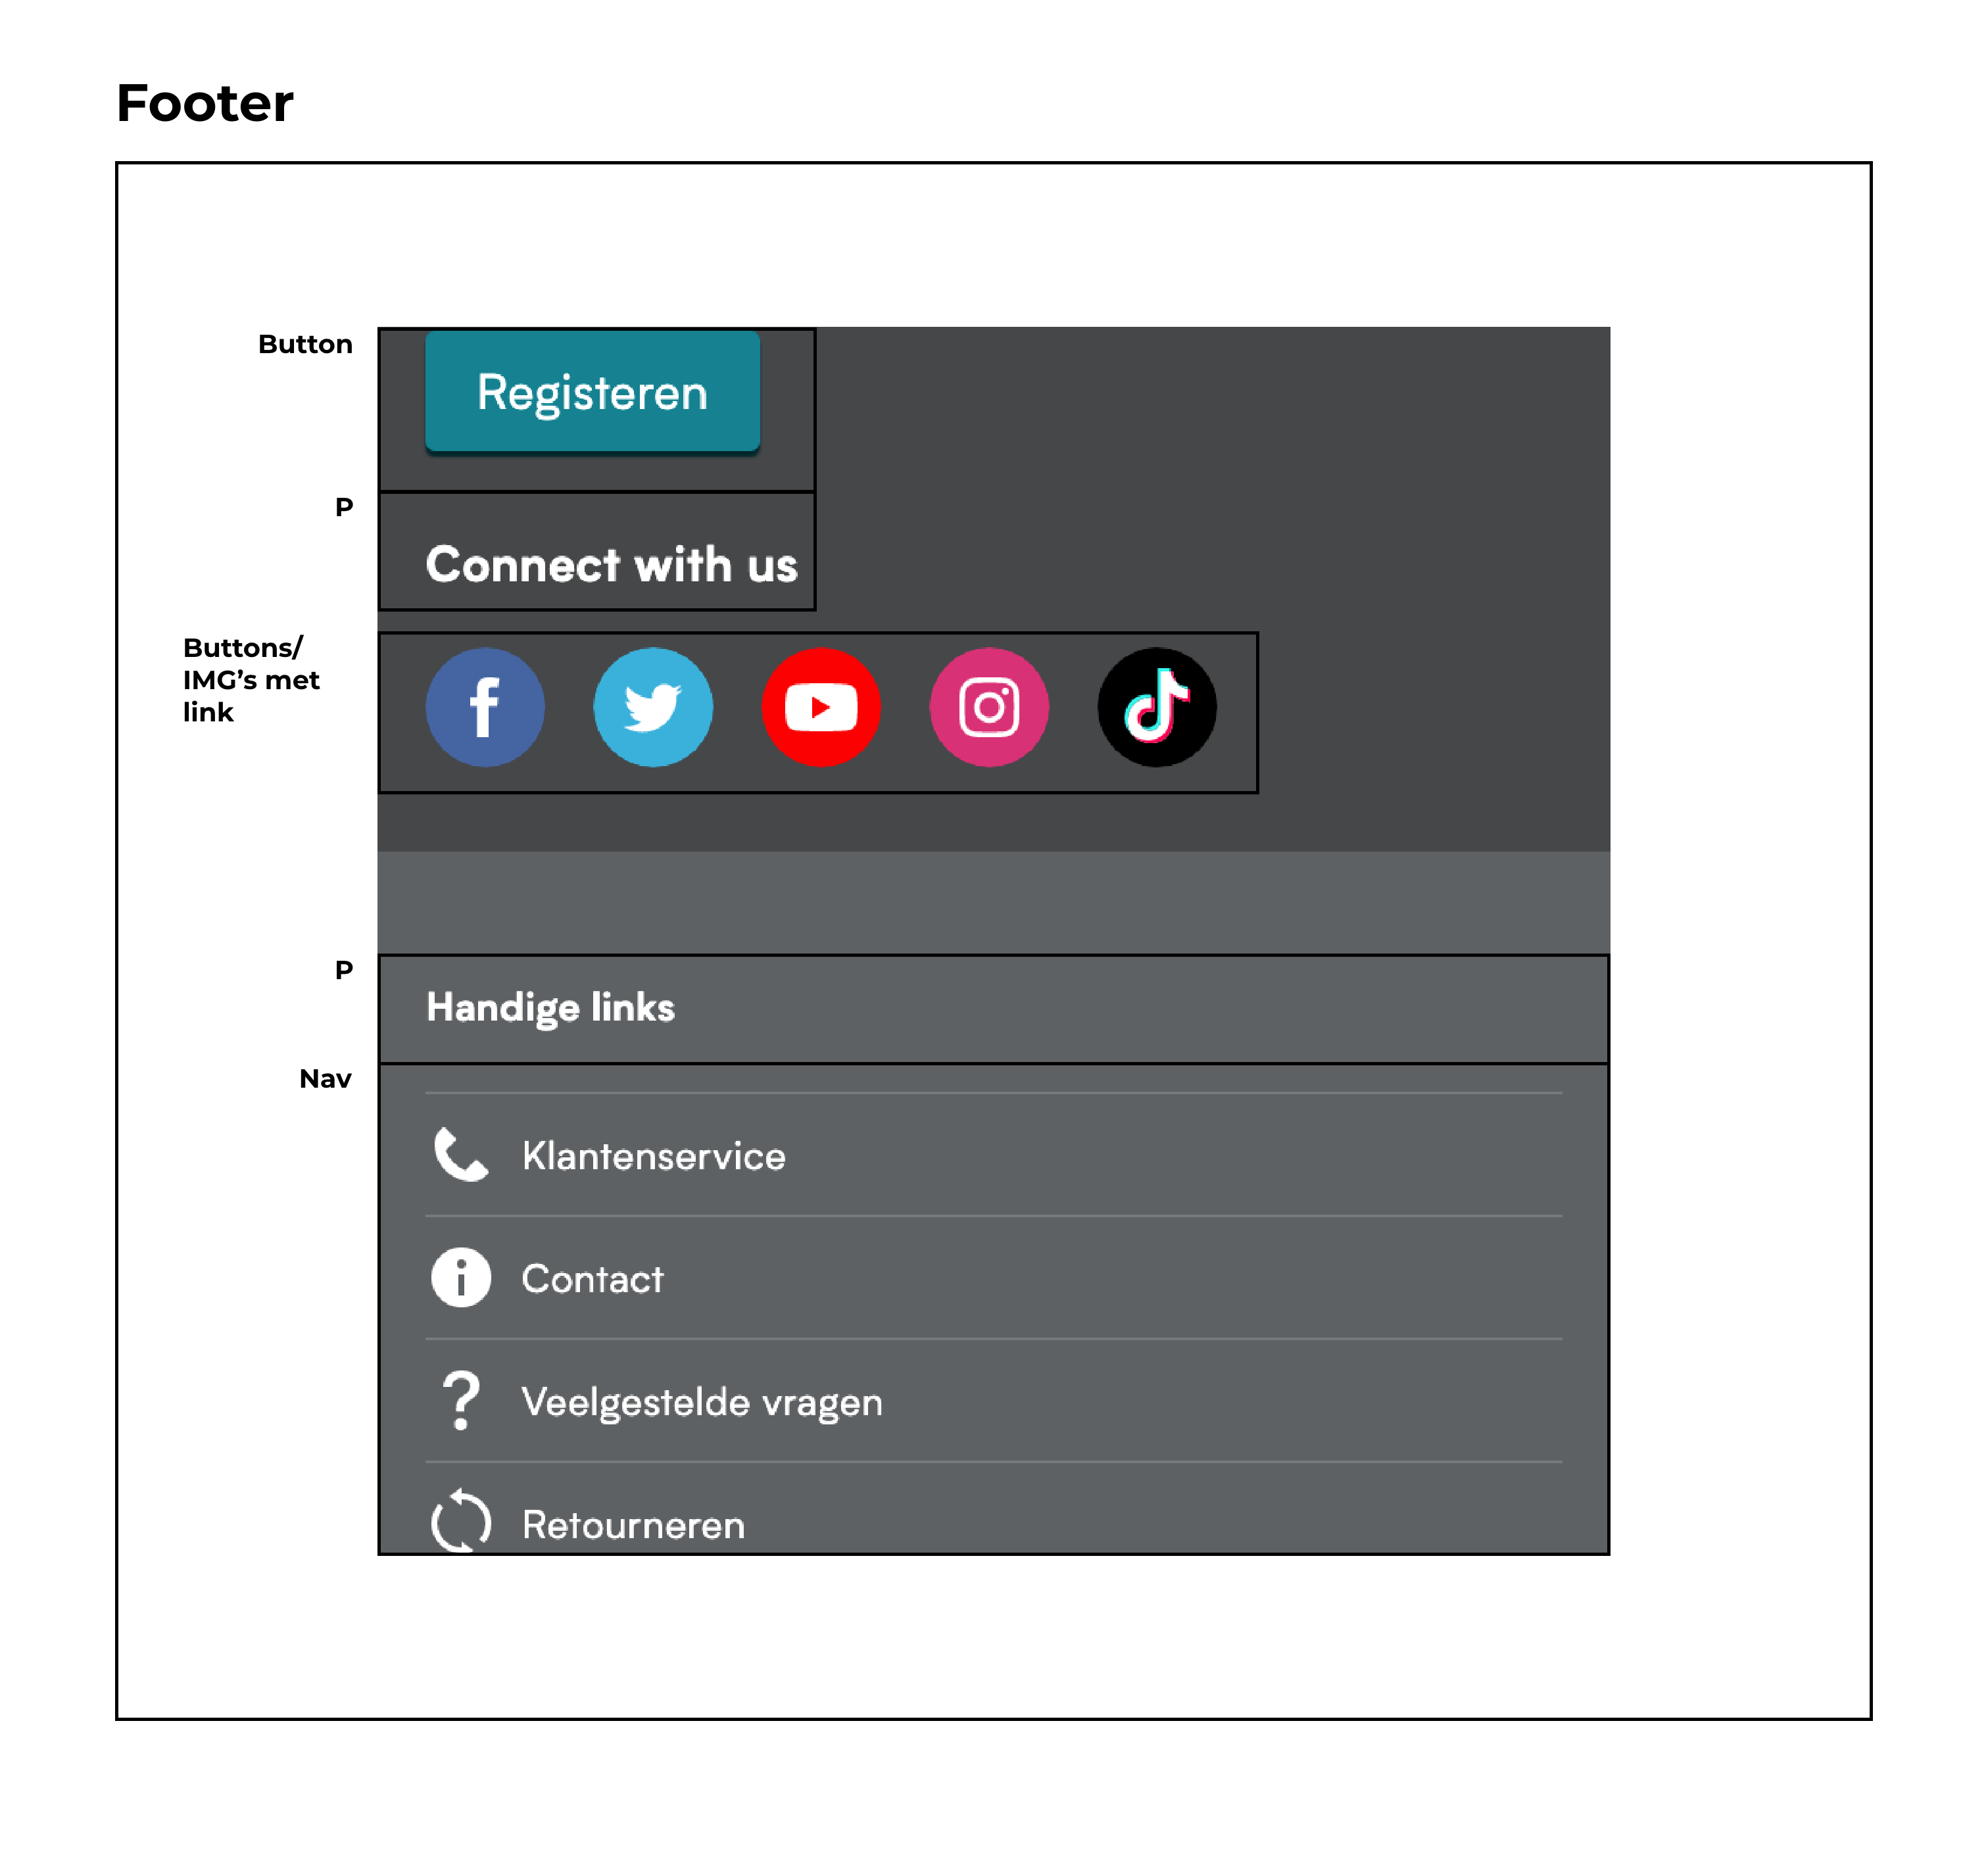 Footer
Button
Registeren
P
Connect with us
Buttons/
IMG's met
link
P
Handige links
Nav
Klantenservice
Contact
Veelgestelde vragen
Retourneren